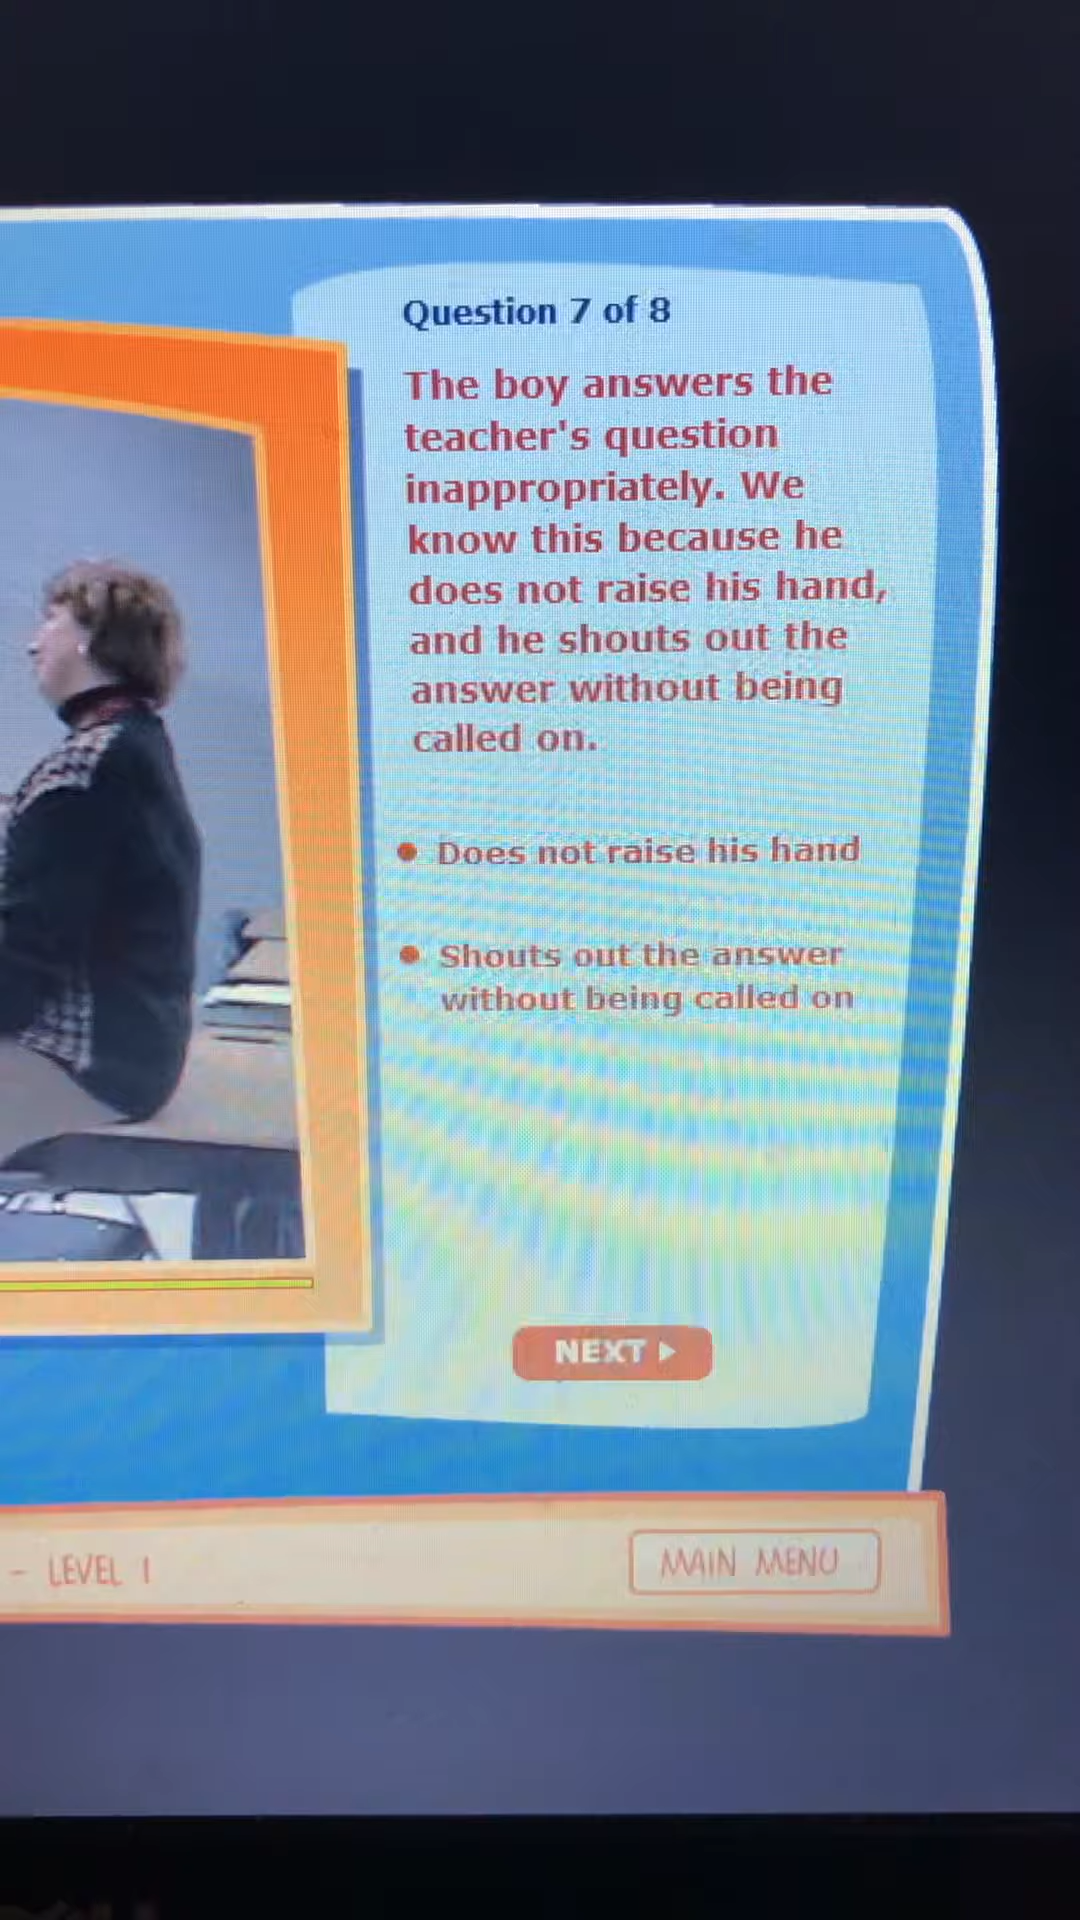 Question 7 of 8
The boy answers the
teacher's question
inappropriately. We
know this because he
does not raise his hand,
and he shouts out the
answer without being
called on.
Does not raise his hand
Shouts out the answer
without being called on
NEXT
- LEVEL 1
MAIN MENU